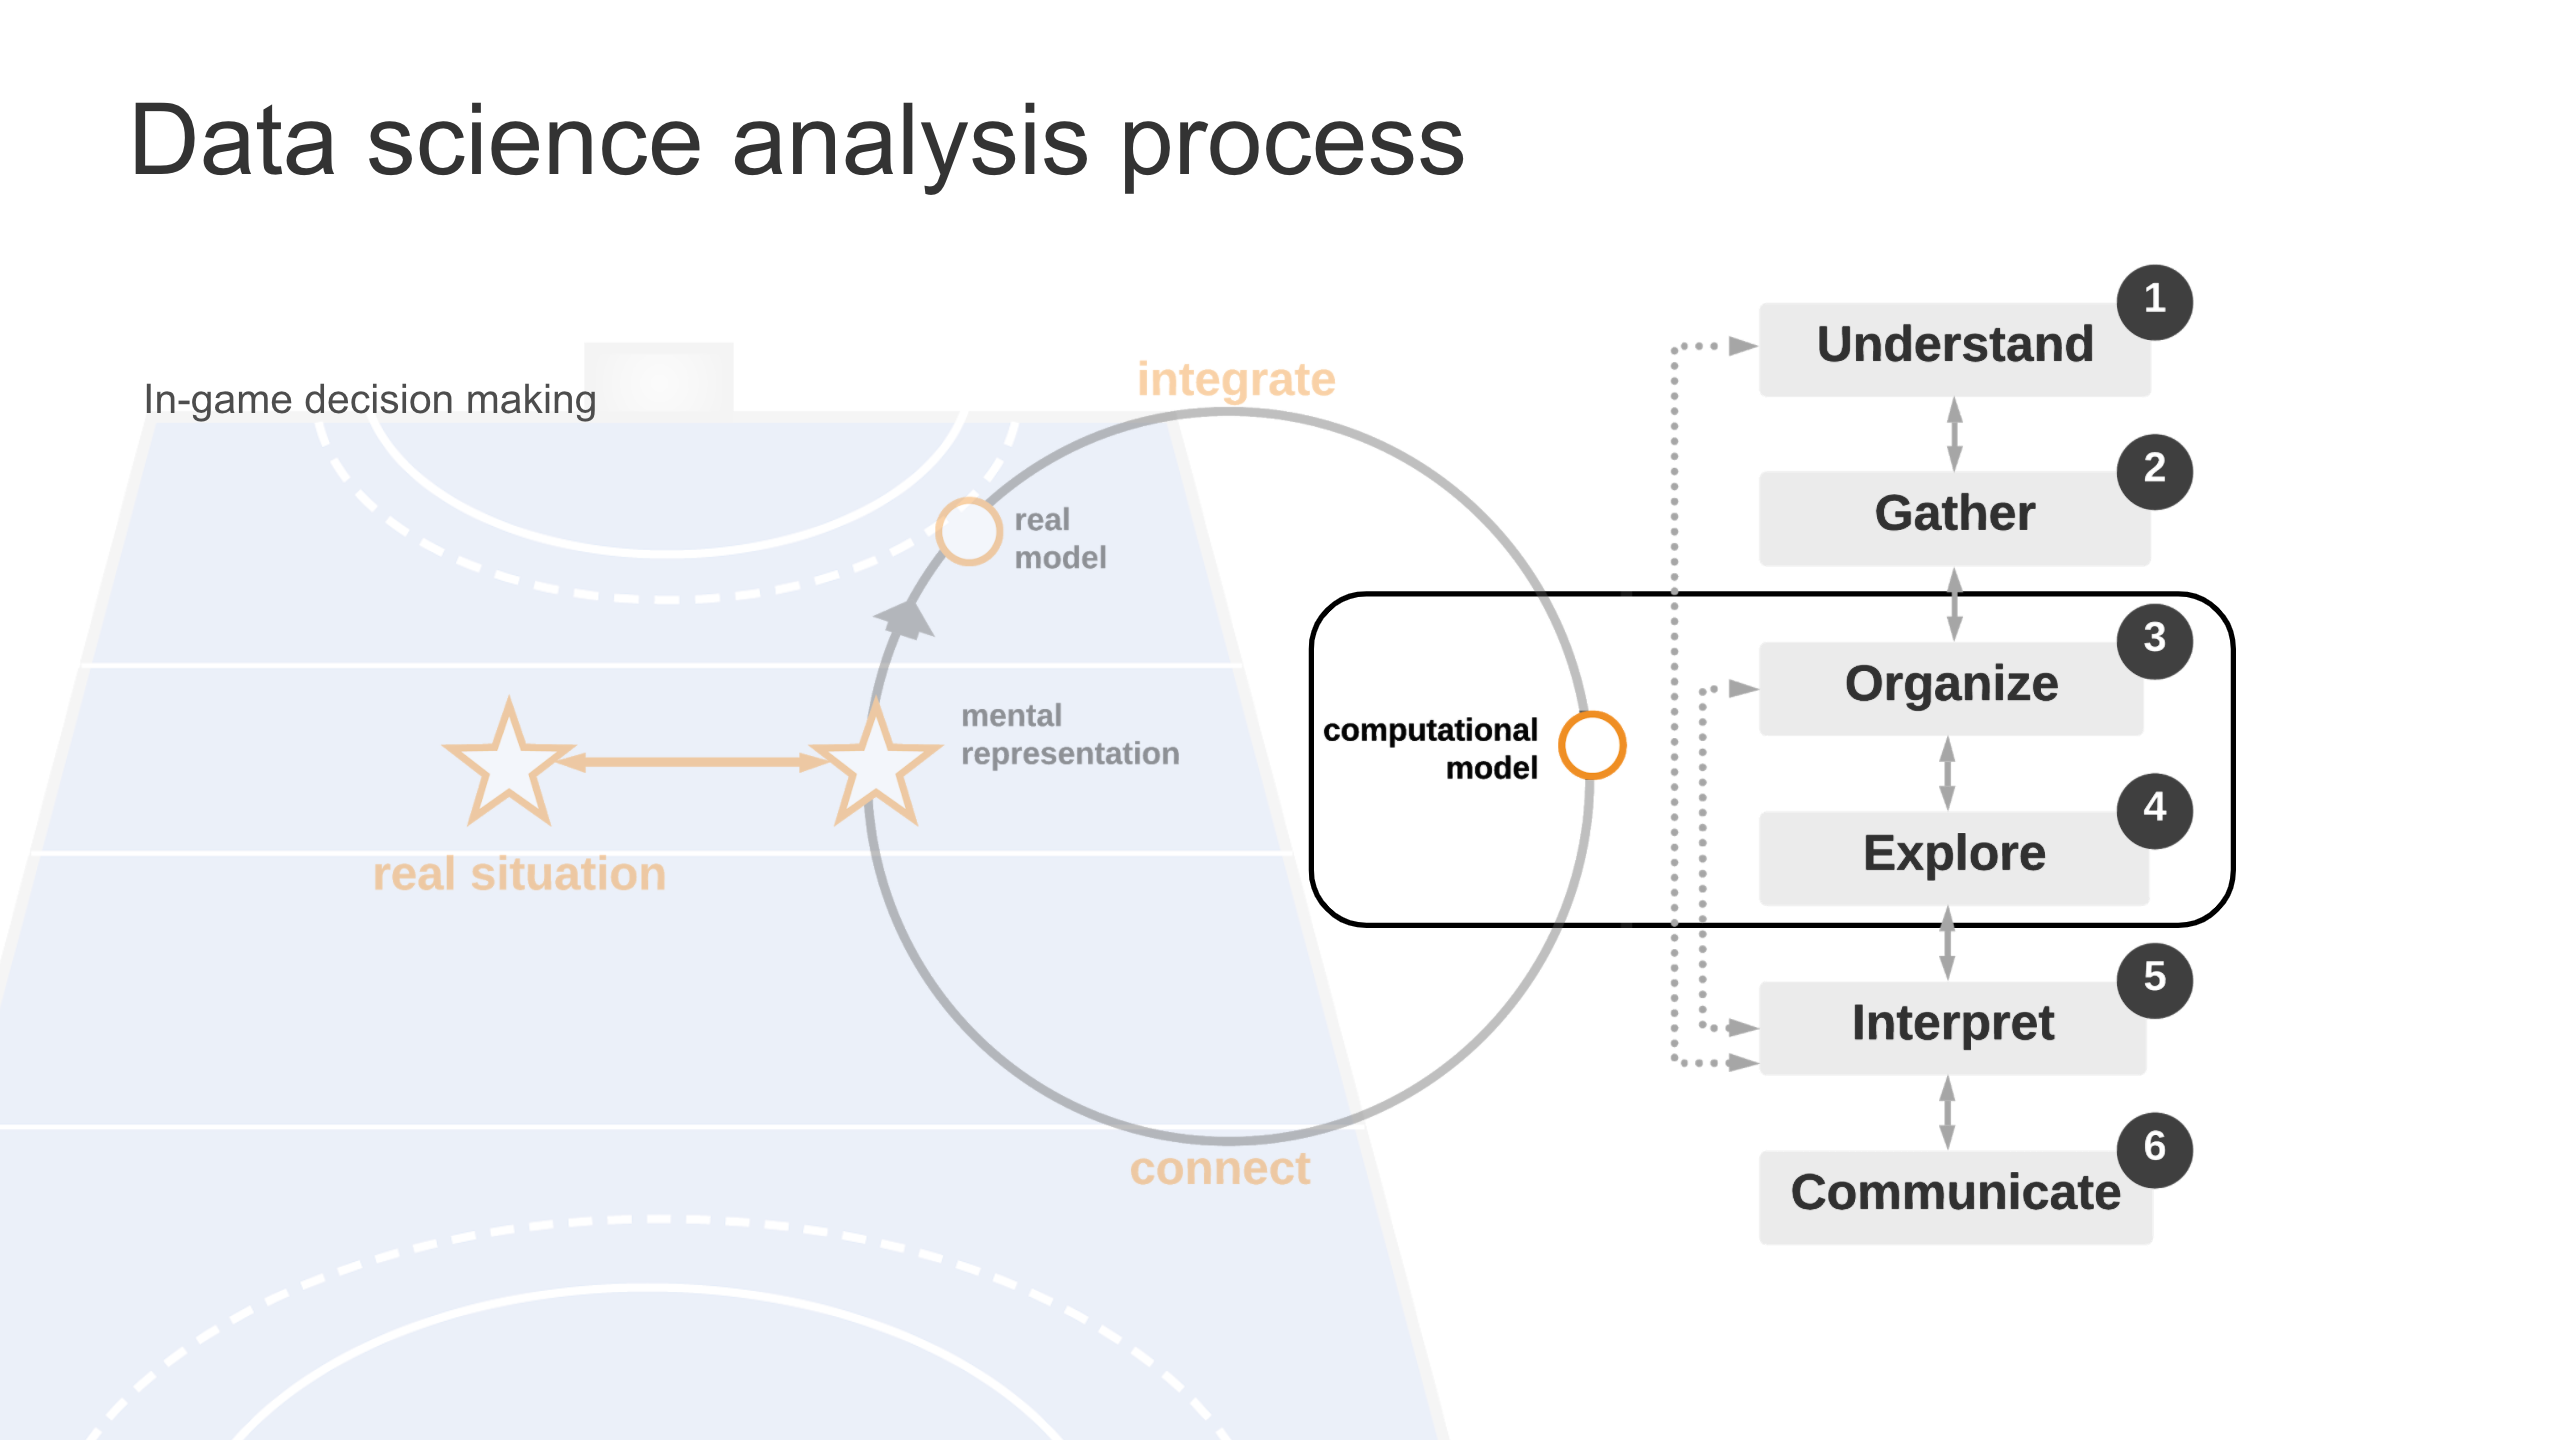 Data science analysis process
In-game decision making
integrate
real
model
mental
representation
real situation
connect
computational
model
1
Understand
2
Gather
3
Organize
4
Explore
5
Interpret
6
Communicate